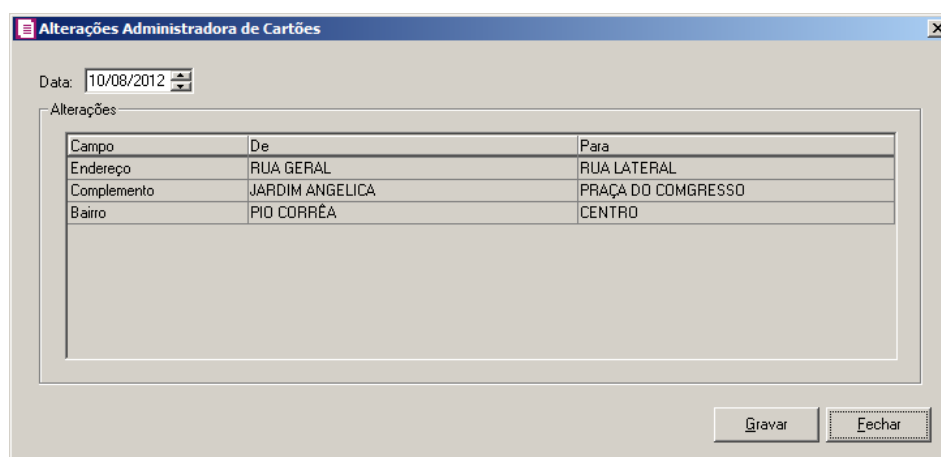 Alterações Administradora de Cartões
Data: 10/08/2012
Alterações
Campo De Para
Endereço RUA GERAL RUA LATERAL
Complemento JARDIM ANGELICA PRAÇA DO COMGRESSO
Bairro PIO CORRÊA CENTRO
Gravar Fechar